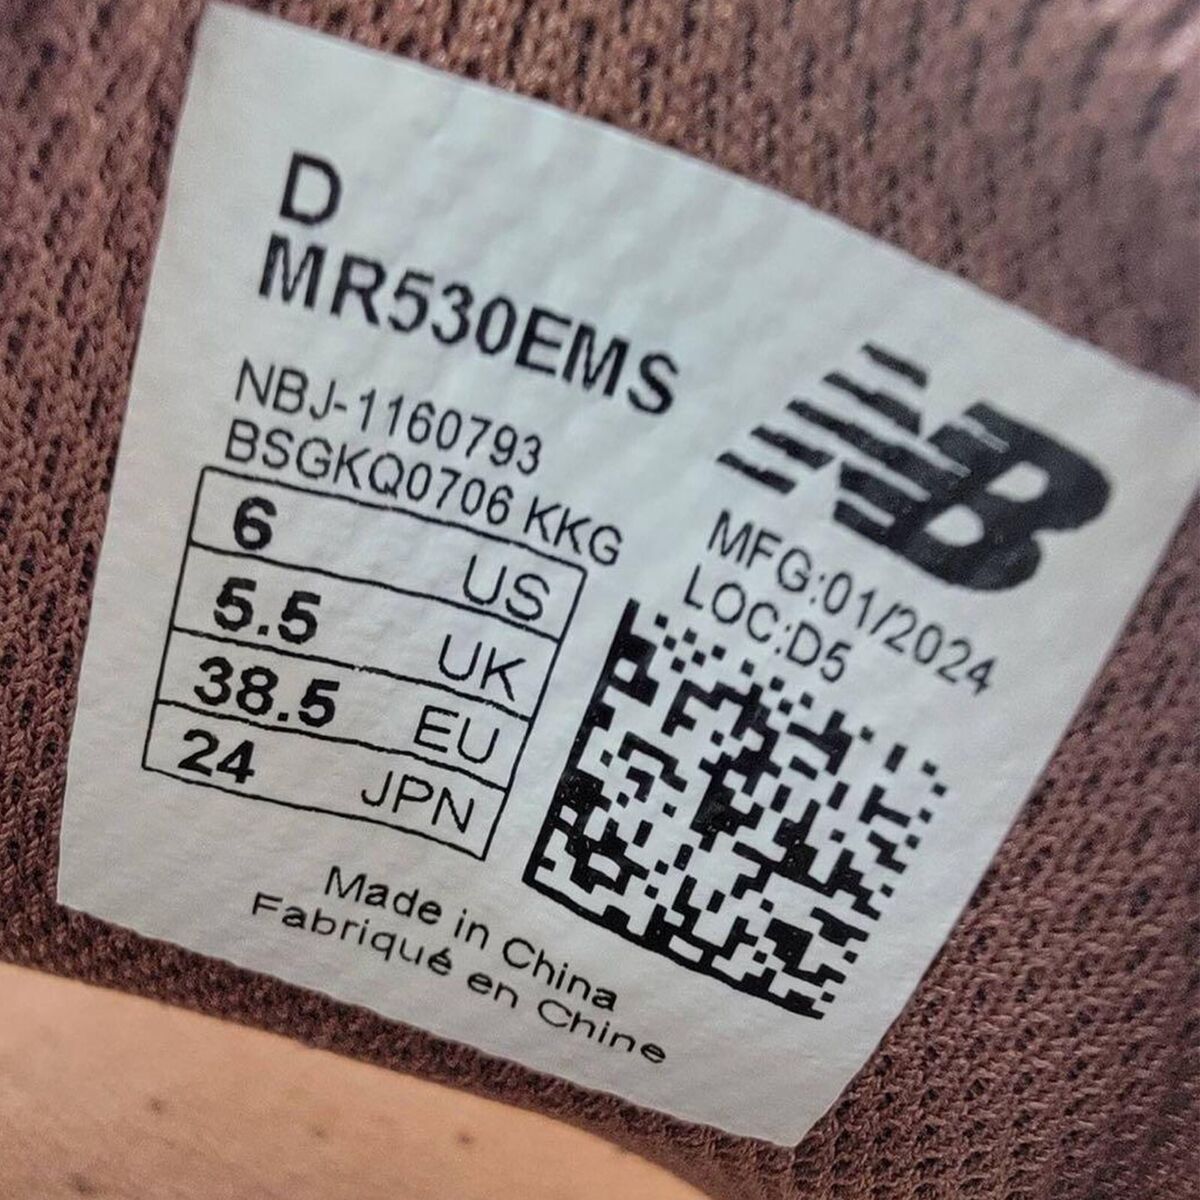 D
MR530EMS
NBJ-1160793
BSGKQ0706 KKG
6 US
5.5 UK
38.5 EU
24 JPN
NB
MFG:01/2024
LOC:D5
Made in China
Fabriqué en Chine